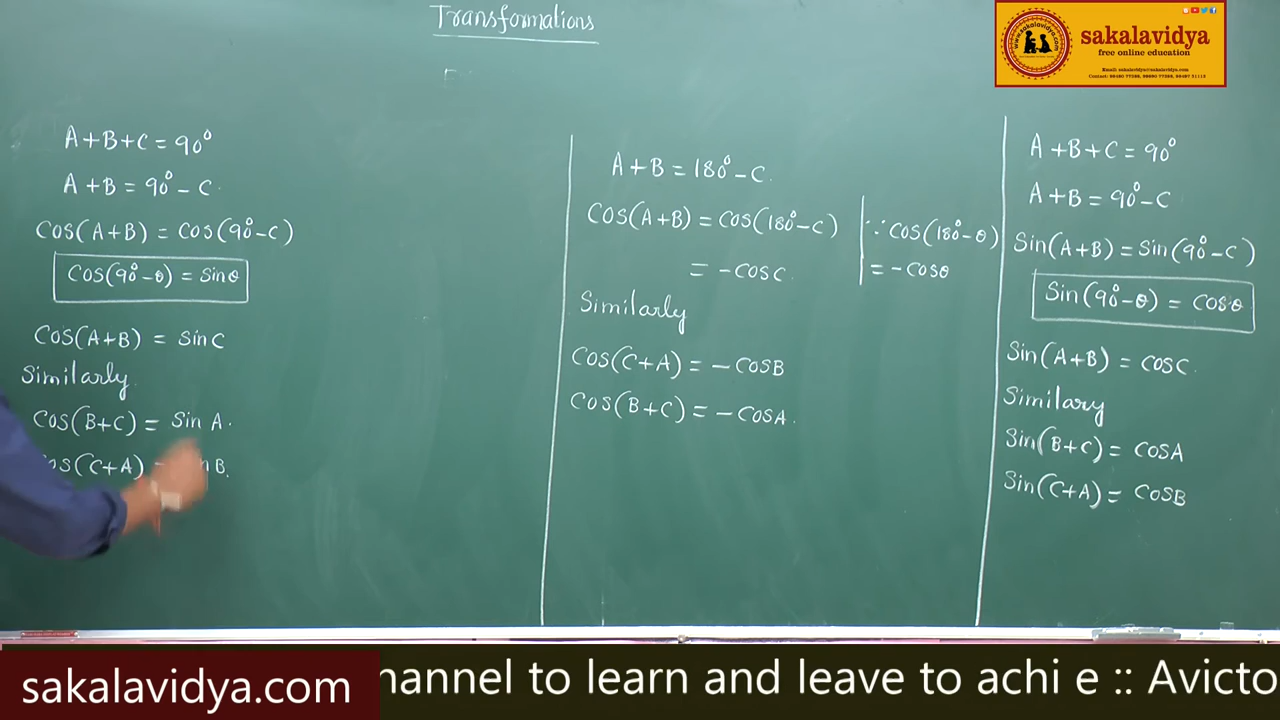 Transformations
sakalavidya
free online education
A+B+C = 90°
A+B = 90°-C.
Cos(A+B) = Cos(90°-C)
Cos(90°-θ) = Sinθ
Cos(A+B) = SinC
Similarly
Cos(B+C) = Sin A.
Cos(C+A) = Sin B.
A+B = 180°-C.
Cos(A+B) = Cos(180°-C)
= -cosc.
∵ Cos(180°-θ)
= -Cosθ
Similarly
Cos(C+A) = -COSB
Cos(B+C) = -COSA.
A+B+C = 90°
A+B = 90°-C
Sin(A+B) = Sin(90°-C)
Sin(90°-θ) = Cosθ
Sin(A+B) = COSC.
Similary
Sin(B+C) = COSA
Sin(C+A) = COSB
sakalavidya.com
hannel to learn and leave to achi e :: Avicto